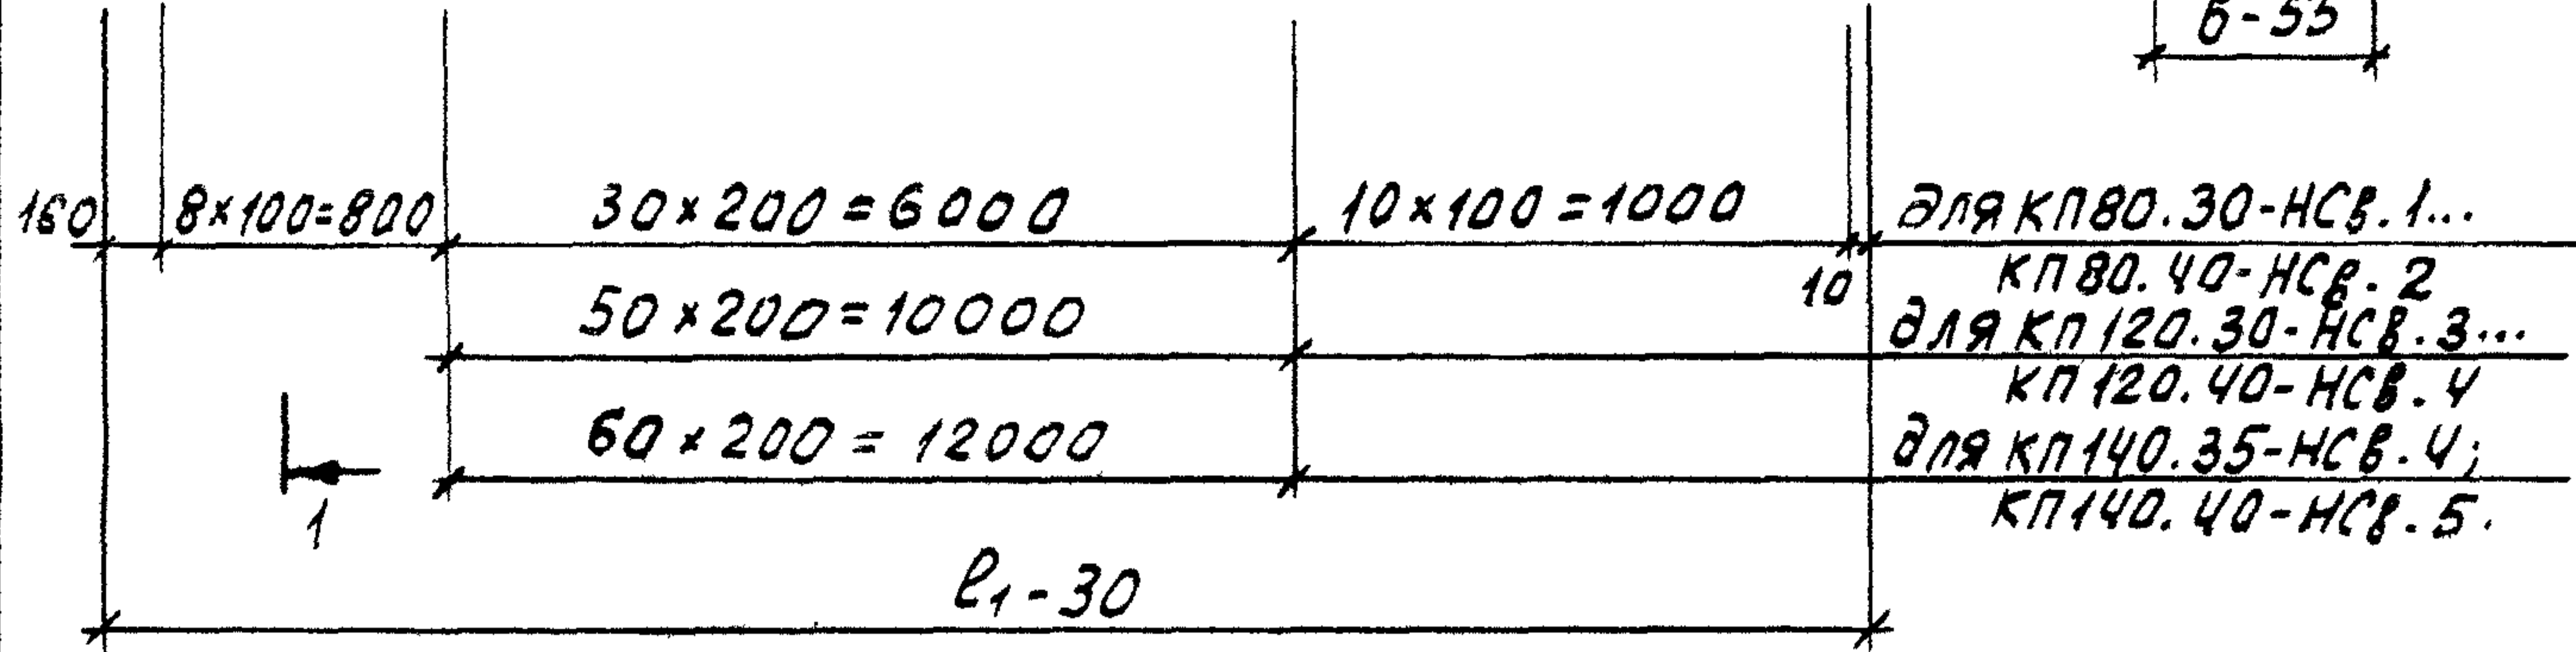 б-55
160 8×100=800 30×200=6000 10×100=1000 для КП80.30-НСв.1...
10 КП80.40-НСв.2
50×200=10000 для КП120.30-НСв.3...
КП120.40-НСв.4
60×200=12000 для КП140.35-НСв.4;
1 КП140.40-НСв.5.
ℓ1-30